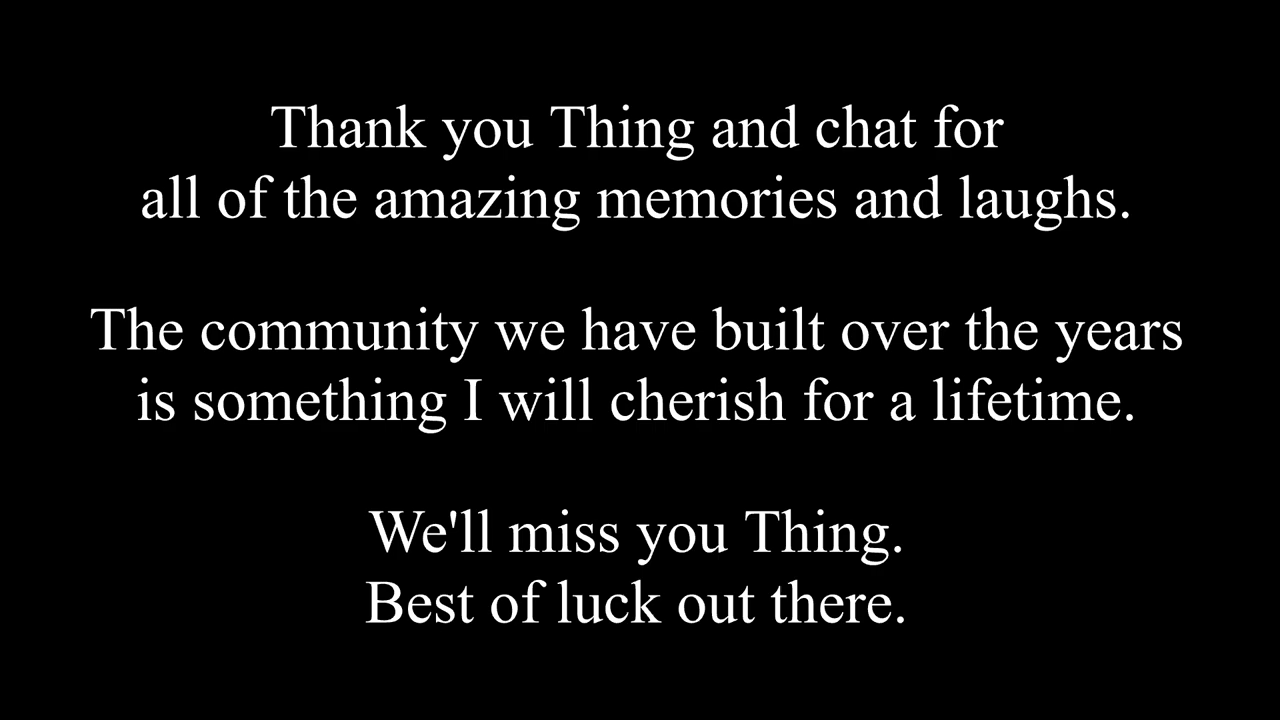 Thank you Thing and chat for
all of the amazing memories and laughs.
The community we have built over the years
is something I will cherish for a lifetime.
We'll miss you Thing.
Best of luck out there.